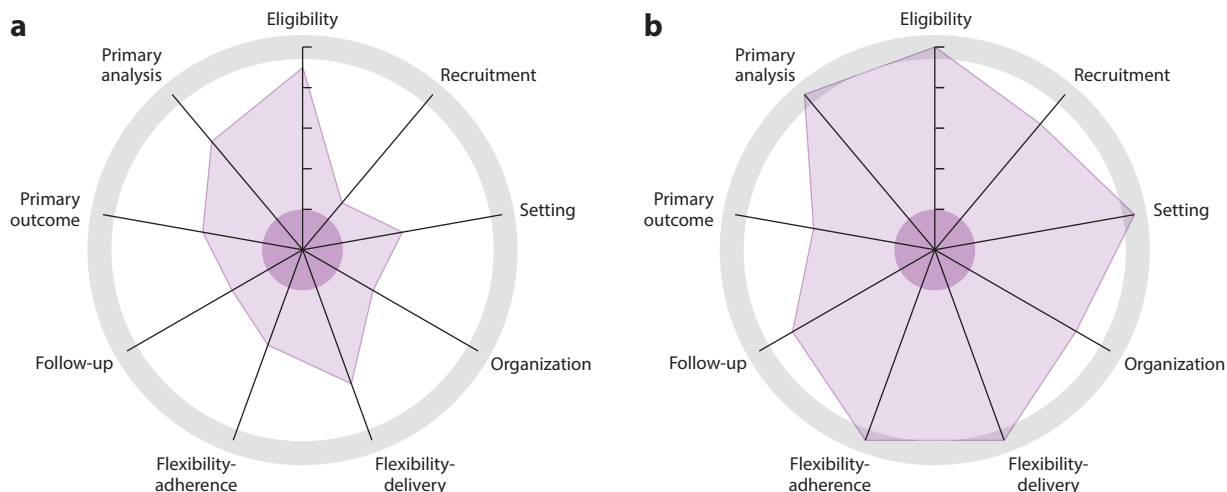 a
Eligibility
Recruitment
Setting
Organization
Flexibility-
delivery
Flexibility-
adherence
Follow-up
Primary
outcome
Primary
analysis
b
Eligibility
Recruitment
Setting
Organization
Flexibility-
delivery
Flexibility-
adherence
Follow-up
Primary
outcome
Primary
analysis